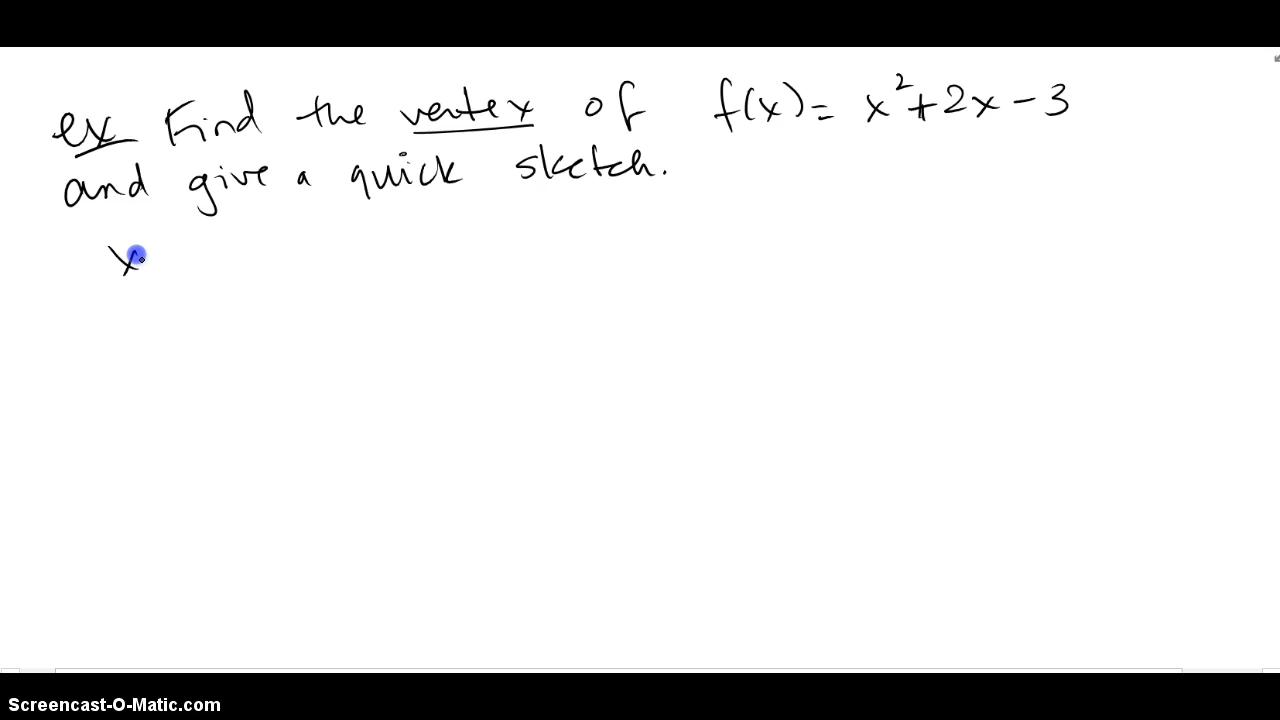 ex Find the vertex of f(x) = x²+2x-3
and give a quick sketch.
x
Screencast-O-Matic.com